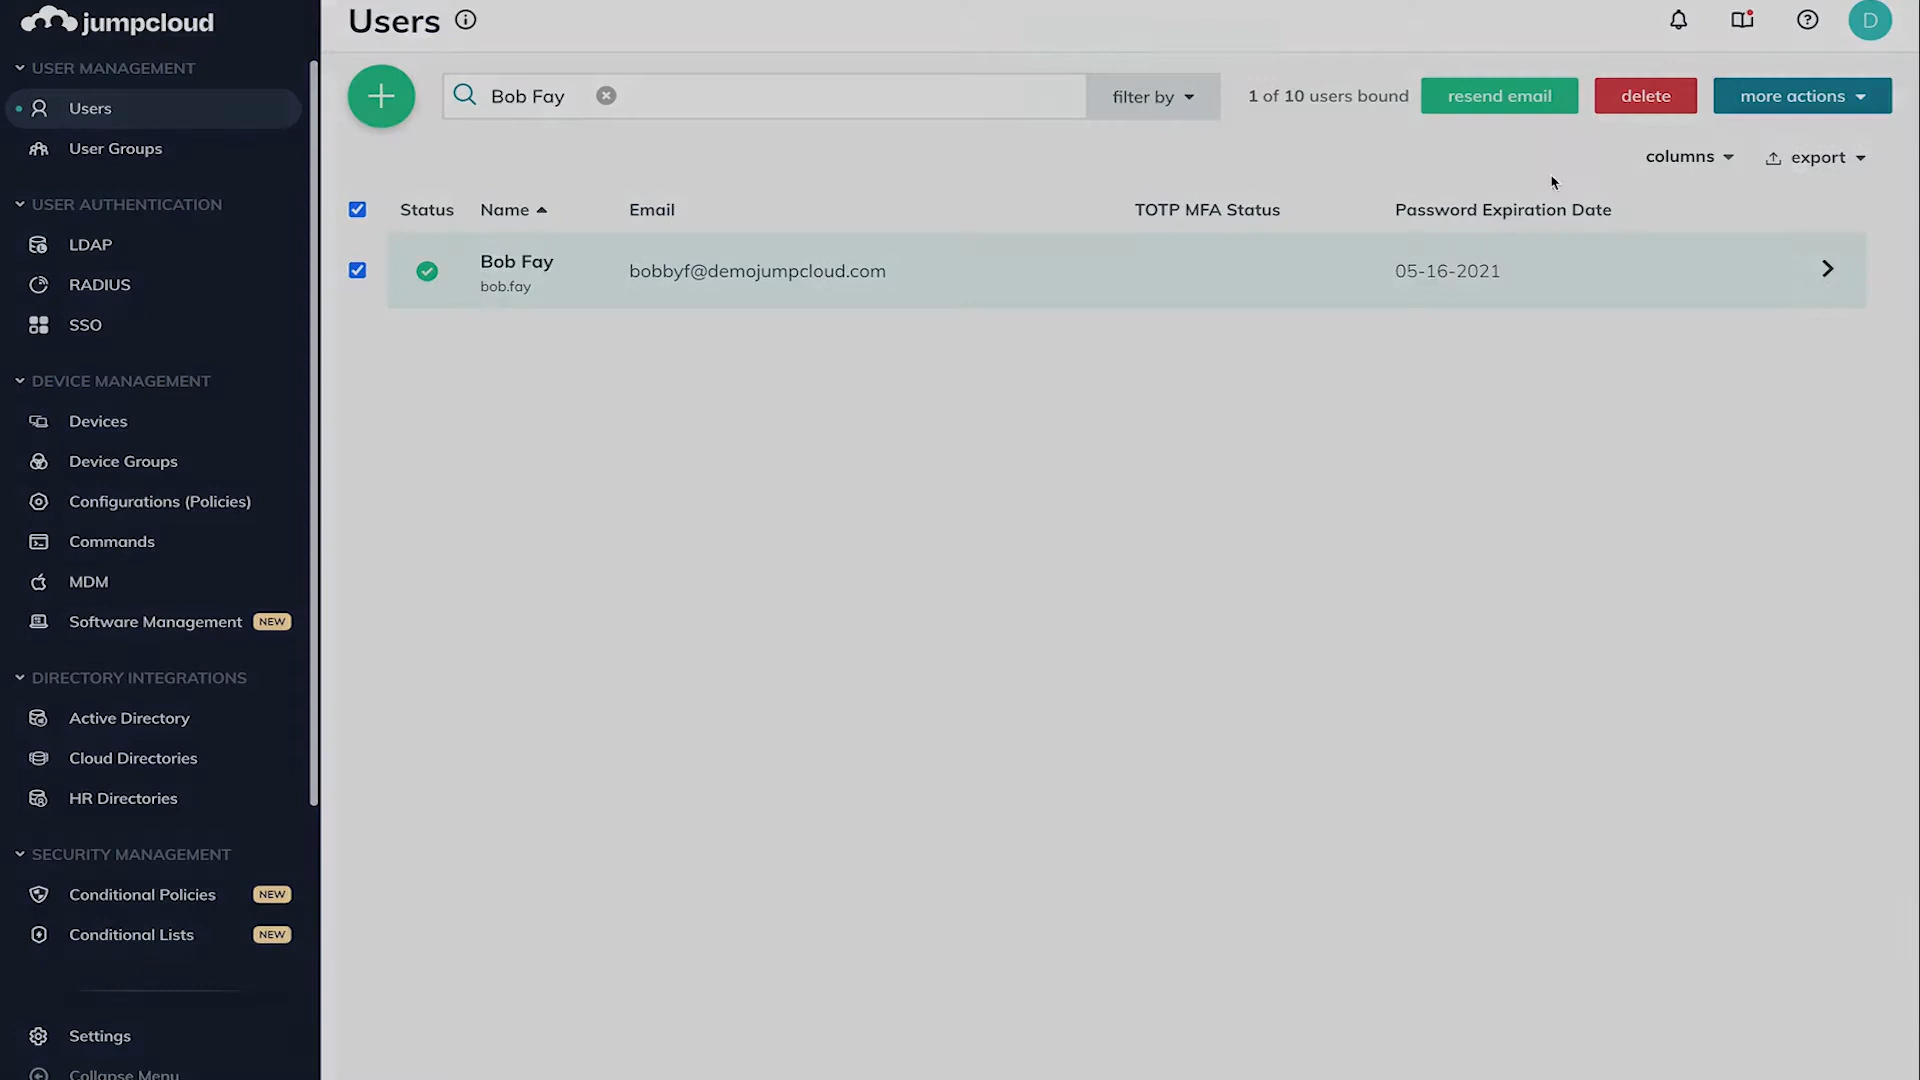 jumpcloud
USER MANAGEMENT
Users
User Groups
USER AUTHENTICATION
LDAP
RADIUS
SSO
DEVICE MANAGEMENT
Devices
Device Groups
Configurations (Policies)
Commands
MDM
Software Management NEW
DIRECTORY INTEGRATIONS
Active Directory
Cloud Directories
HR Directories
SECURITY MANAGEMENT
Conditional Policies NEW
Conditional Lists NEW
Settings
Collapse Menu
Users
D
Bob Fay
filter by
1 of 10 users bound
resend email
delete
more actions
columns
export
Status Name Email TOTP MFA Status Password Expiration Date
Bob Fay
bobbyf@demojumpcloud.com 05-16-2021
bob.fay